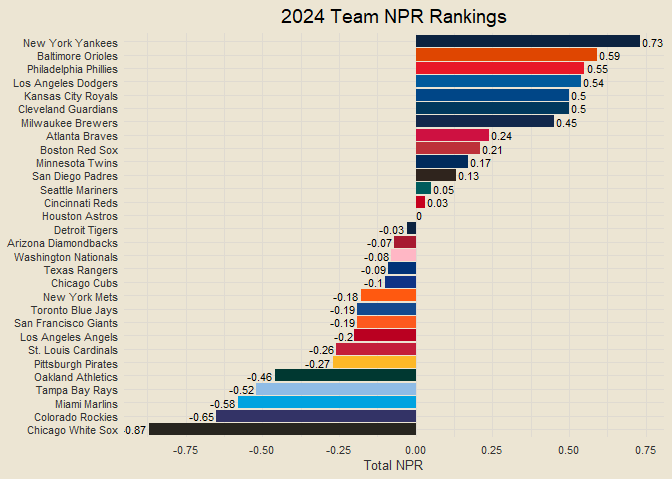 2024 Team NPR Rankings
New York Yankees 0.73
Baltimore Orioles 0.59
Philadelphia Phillies 0.55
Los Angeles Dodgers 0.54
Kansas City Royals 0.5
Cleveland Guardians 0.5
Milwaukee Brewers 0.45
Atlanta Braves 0.24
Boston Red Sox 0.21
Minnesota Twins 0.17
San Diego Padres 0.13
Seattle Mariners 0.05
Cincinnati Reds 0.03
Houston Astros 0
Detroit Tigers -0.03
Arizona Diamondbacks -0.07
Washington Nationals -0.08
Texas Rangers -0.09
Chicago Cubs -0.1
New York Mets -0.18
Toronto Blue Jays -0.19
San Francisco Giants -0.19
Los Angeles Angels -0.2
St. Louis Cardinals -0.26
Pittsburgh Pirates -0.27
Oakland Athletics -0.46
Tampa Bay Rays -0.52
Miami Marlins -0.58
Colorado Rockies -0.65
Chicago White Sox -0.87
-0.75 -0.50 -0.25 0.00 0.25 0.50 0.75
Total NPR